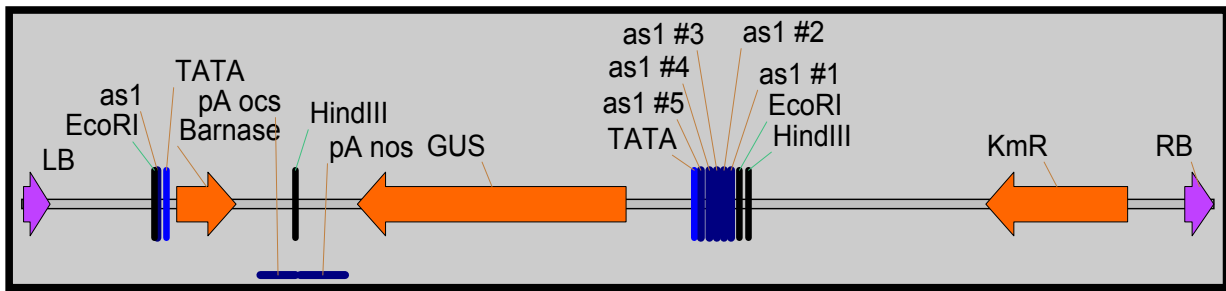 as1 #3
as1 #2
TATA
as1 #4
as1 #1
as1
pA ocs
HindIII
as1 #5
EcoRI
EcoRI
Barnase
pA nos
GUS
TATA
HindIII
LB
KmR
RB